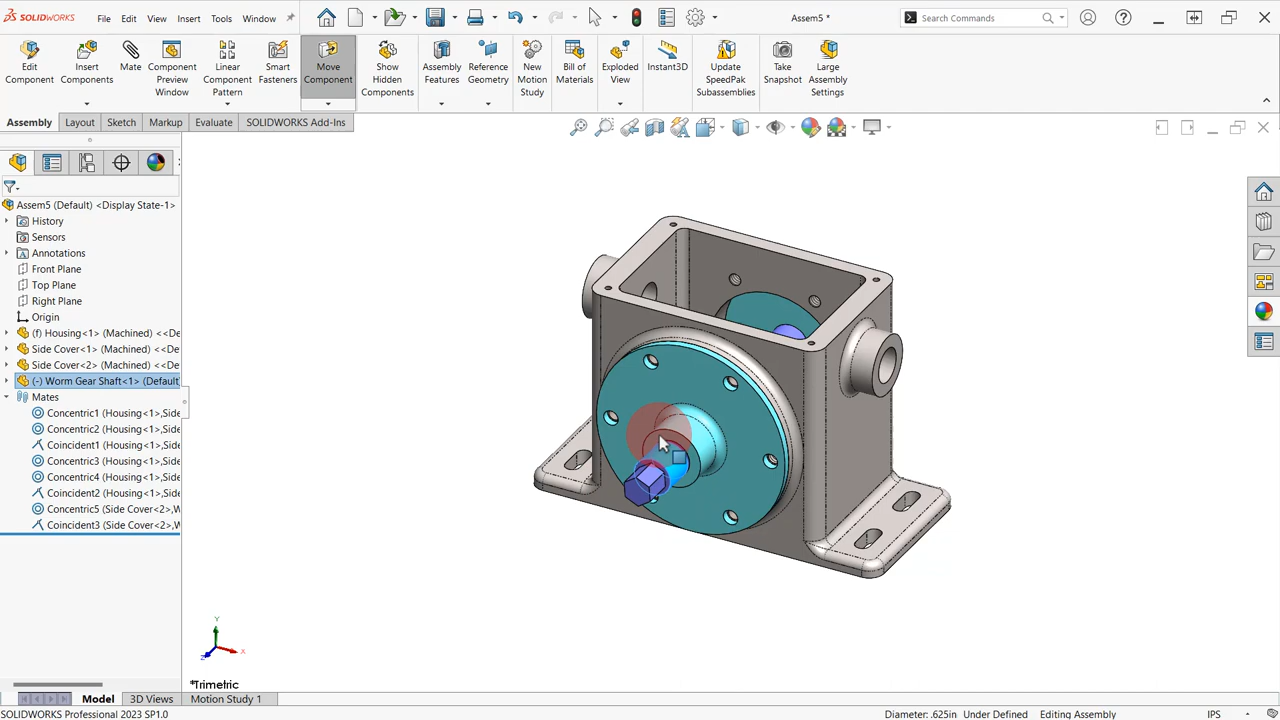 SOLIDWORKS
File
Edit
View
Insert
Tools
Window
Assem5 *
Search Commands
Edit Component
Insert Components
Mate
Component Preview Window
Linear Component Pattern
Smart Fasteners
Move Component
Show Hidden Components
Assembly Features
Reference Geometry
New Motion Study
Bill of Materials
Exploded View
Instant3D
Update SpeedPak Subassemblies
Take Snapshot
Large Assembly Settings
Assembly
Layout
Sketch
Markup
Evaluate
SOLIDWORKS Add-Ins
Assem5 (Default) <Display State-1>
History
Sensors
Annotations
Front Plane
Top Plane
Right Plane
Origin
(f) Housing<1> (Machined) <<De
Side Cover<1> (Machined) <<De
Side Cover<2> (Machined) <<De
(-) Worm Gear Shaft<1> (Default
Mates
Concentric1 (Housing<1>,Side
Concentric2 (Housing<1>,Side
Coincident1 (Housing<1>,Side
Concentric3 (Housing<1>,Side
Concentric4 (Housing<1>,Side
Coincident2 (Housing<1>,Side
Concentric5 (Side Cover<2>,W
Coincident3 (Side Cover<2>,W
Y
X
Z
*Trimetric
Model
3D Views
Motion Study 1
SOLIDWORKS Professional 2023 SP1.0
Diameter: .625in
Under Defined
Editing Assembly
IPS